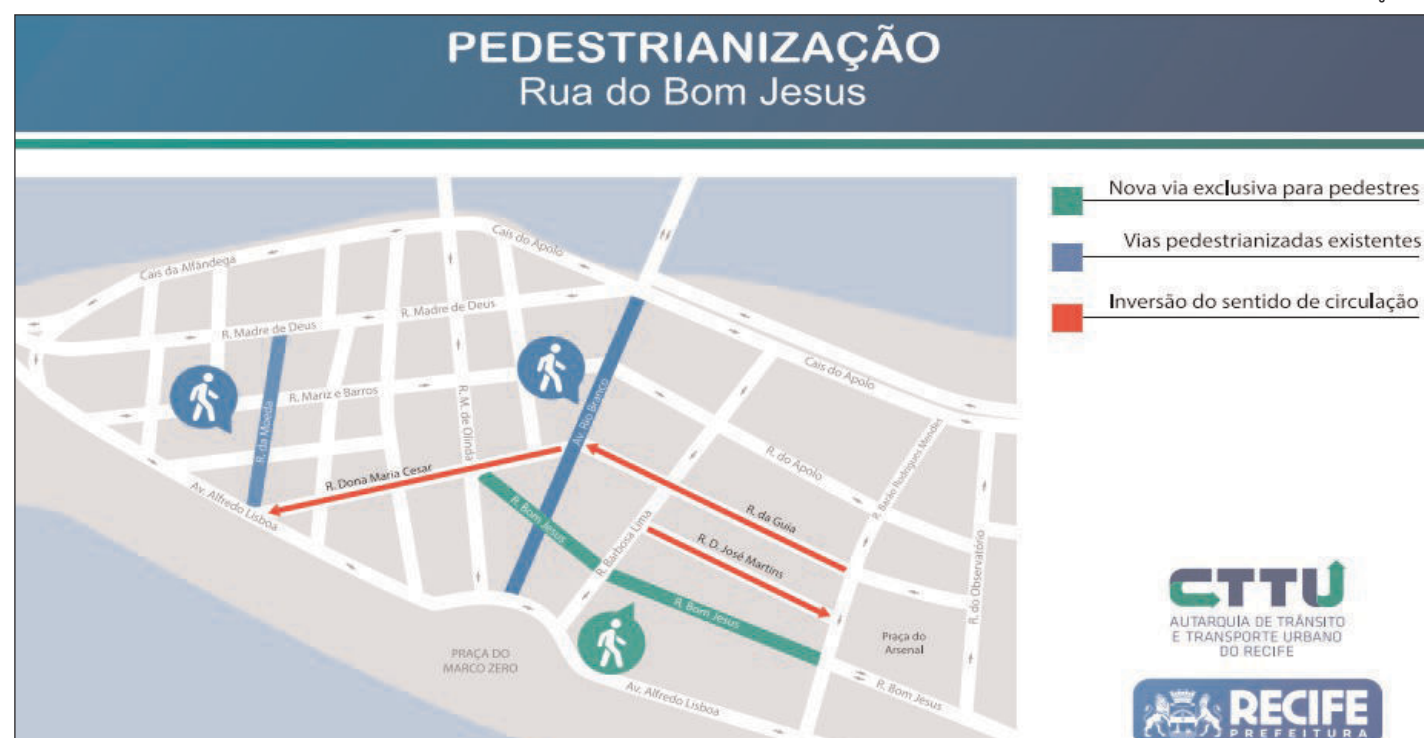 PEDESTRIANIZAÇÃO
Rua do Bom Jesus
Nova via exclusiva para pedestres
Vias pedestrianizadas existentes
Inversão do sentido de circulação
Cais do Apolo
Cais da Alfândega
R. Madre de Deus
R. Madre de Deus
R. Mariz e Barros
R. da Moeda
R. M. de Olinda
Av. Rio Branco
Cais do Apolo
R. Dona Maria Cesar
Av. Alfredo Lisboa
R. do Apolo
R. Barão Rodrigues Mendes
R. da Guia
R. Bom Jesus
R. Barbosa Lima
R. D. José Martins
R. do Observatório
R. Bom Jesus
Praça do
Arsenal
PRAÇA DO
MARCO ZERO
Av. Alfredo Lisboa
R. Bom Jesus
CTTU
AUTARQUIA DE TRÂNSITO
E TRANSPORTE URBANO
DO RECIFE
RECIFE
PREFEITURA